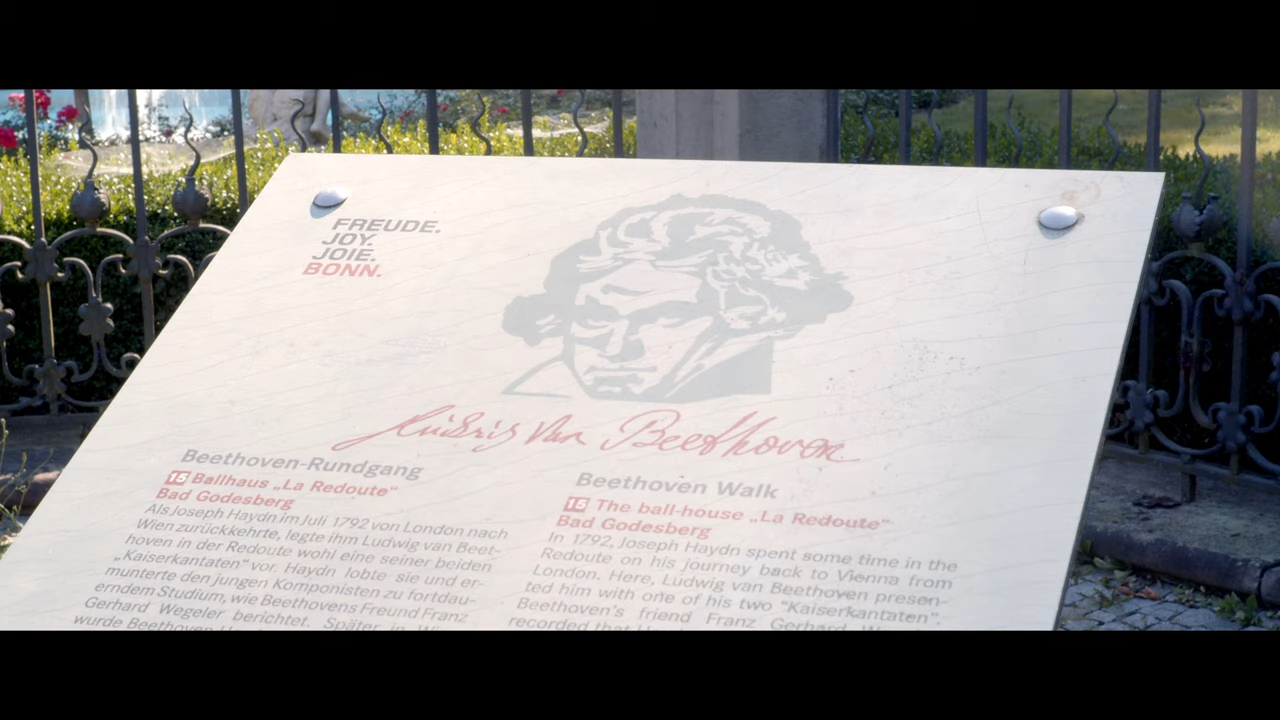 FREUDE.
JOY.
JOIE.
BONN.
Ludwig van Beethoven
Beethoven-Rundgang
15 Ballhaus „La Redoute“
Bad Godesberg
Als Joseph Haydn im Juli 1792 von London nach
Wien zurückkehrte, legte ihm Ludwig van Beet-
hoven in der Redoute wohl eine seiner beiden
„Kaiserkantaten“ vor. Haydn lobte sie und er-
munterte den jungen Komponisten zu fortdau-
erndem Studium, wie Beethovens Freund Franz
Gerhard Wegeler berichtet. Später in
wurde
Beethoven Walk
15 The ball-house „La Redoute“
Bad Godesberg
In 1792, Joseph Haydn spent some time in the
Redoute on his journey back to Vienna from
London. Here, Ludwig van Beethoven presen-
ted him with one of his two "Kaiserkantaten".
Beethoven's friend Franz Gerhard
recorded that